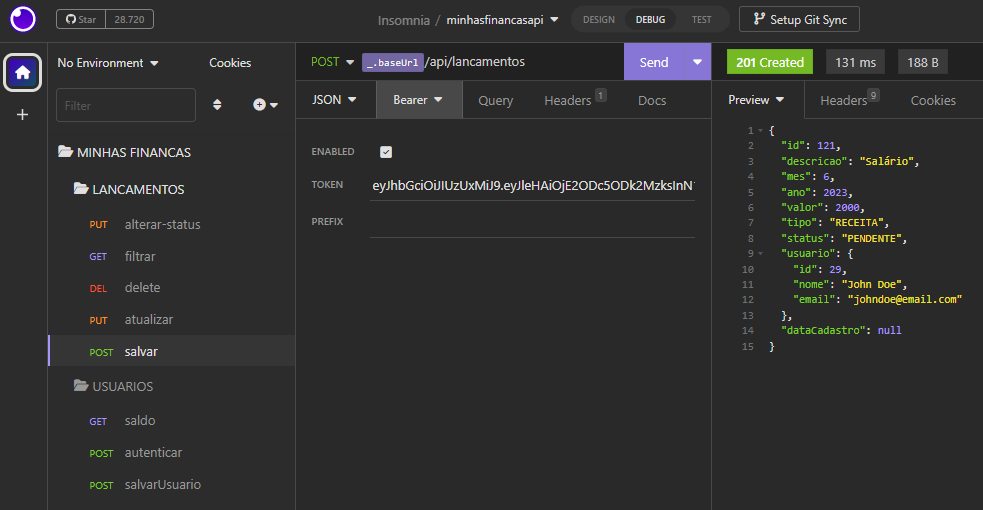 Star 28.720
Insomnia / minhasfinancasapi
DESIGN DEBUG TEST
Setup Git Sync
No Environment
Cookies
Filter
MINHAS FINANCAS
LANCAMENTOS
PUT alterar-status
GET filtrar
DEL delete
PUT atualizar
POST salvar
USUARIOS
GET saldo
POST autenticar
POST salvarUsuario
POST _.baseUrl /api/lancamentos
Send
JSON Bearer Query Headers 1 Docs
ENABLED
TOKEN eyJhbGciOiJIUzUxMiJ9.eyJleHAiOjE2ODc5ODk2MzksInN
PREFIX
201 Created 131 ms 188 B
Preview Headers 9 Cookies
1 {
2 "id": 121,
3 "descricao": "Salário",
4 "mes": 6,
5 "ano": 2023,
6 "valor": 2000,
7 "tipo": "RECEITA",
8 "status": "PENDENTE",
9 "usuario": {
10 "id": 29,
11 "nome": "John Doe",
12 "email": "johndoe@email.com"
13 },
14 "dataCadastro": null
15 }